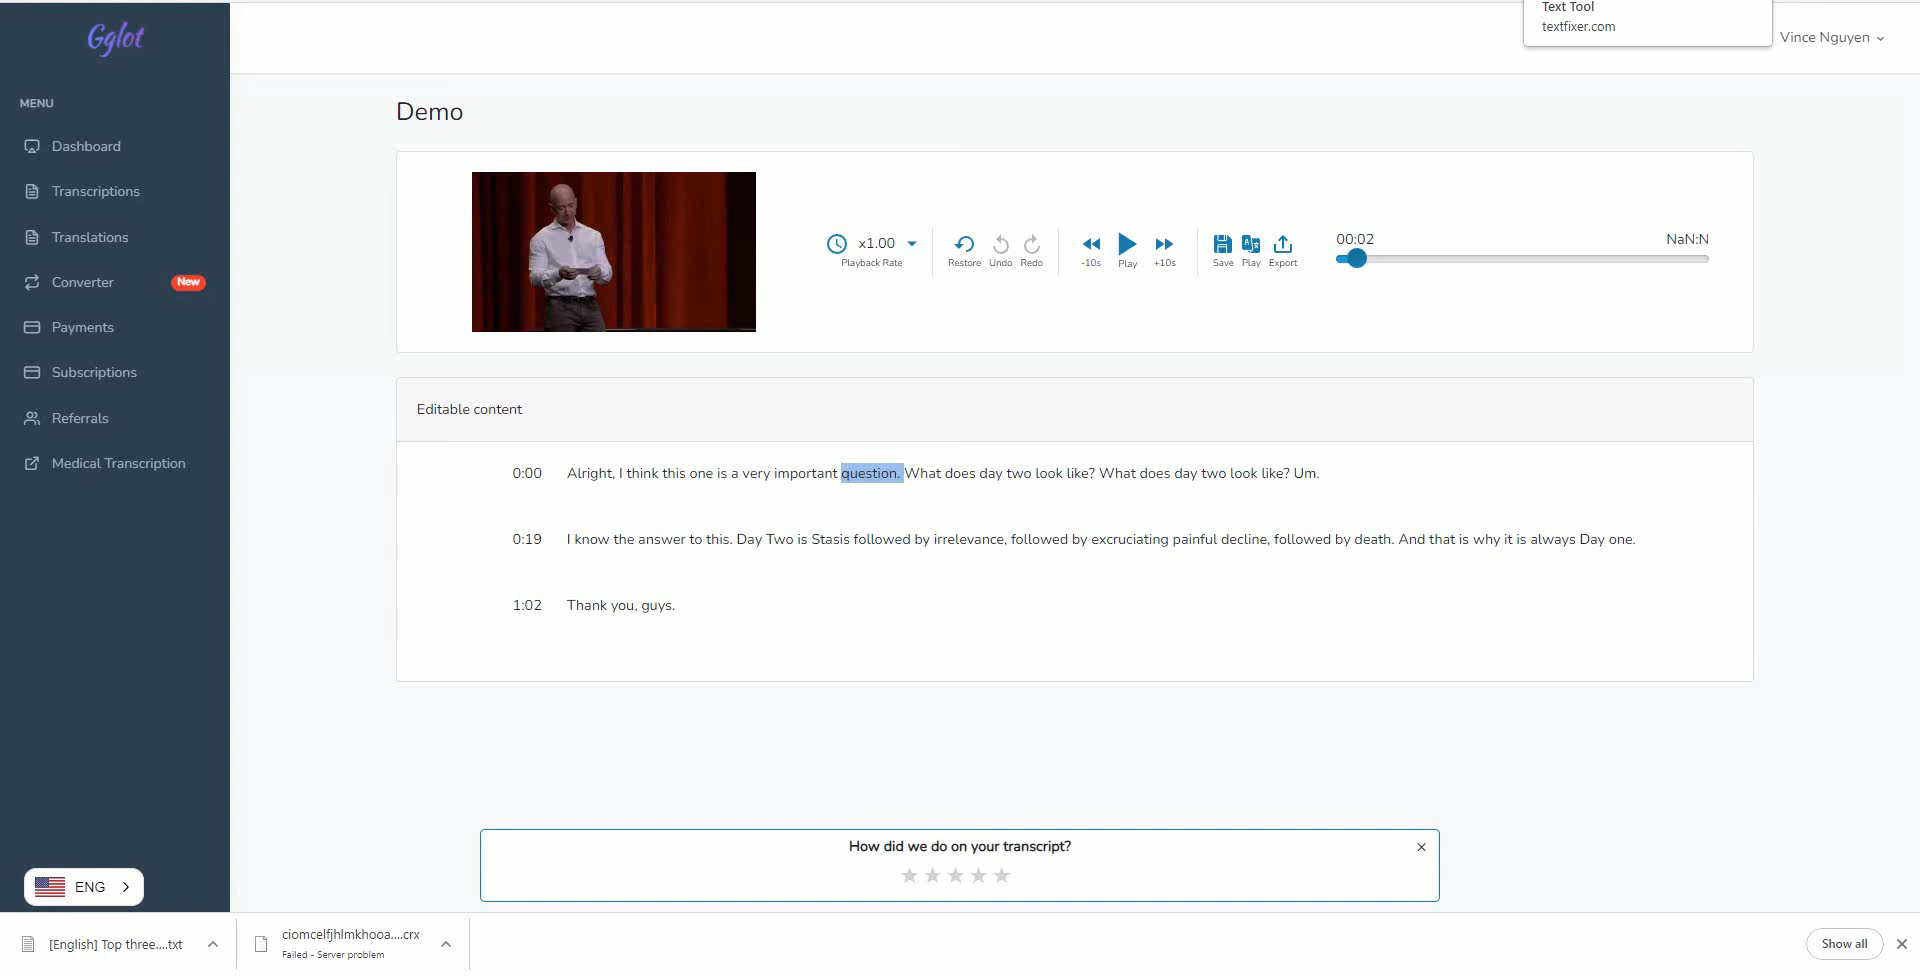 Gglot
Text Tool
textfixer.com
Vince Nguyen
MENU
Dashboard
Transcriptions
Translations
Converter New
Payments
Subscriptions
Referrals
Medical Transcription
ENG
Demo
x1.00
Playback Rate
Restore Undo Redo
-10s Play +10s
Save Play Export
00:02 NaN:N
Editable content
0:00 Alright, I think this one is a very important question. What does day two look like? What does day two look like? Um.
0:19 I know the answer to this. Day Two is Stasis followed by irrelevance, followed by excruciating painful decline, followed by death. And that is why it is always Day one.
1:02 Thank you, guys.
How did we do on your transcript?
[English] Top three....txt
ciomcelfjhlmkhooa....crx
Failed - Server problem
Show all